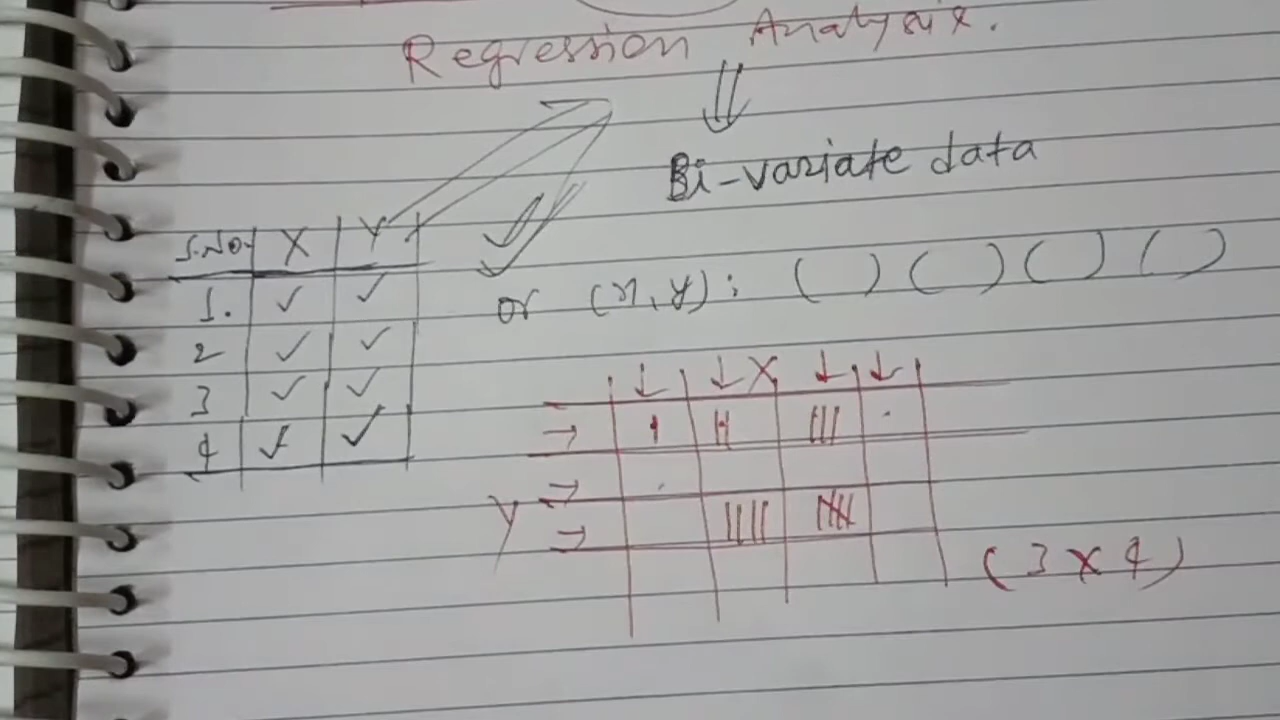 Regression Analysis.
Bi-variate data
S.No. X Y
1. ✓ ✓
2 ✓ ✓
3 ✓ ✓
4 ✓ ✓
or (x, y) : ( ) ( ) ( ) ( )
X
Y
(3 x 4)